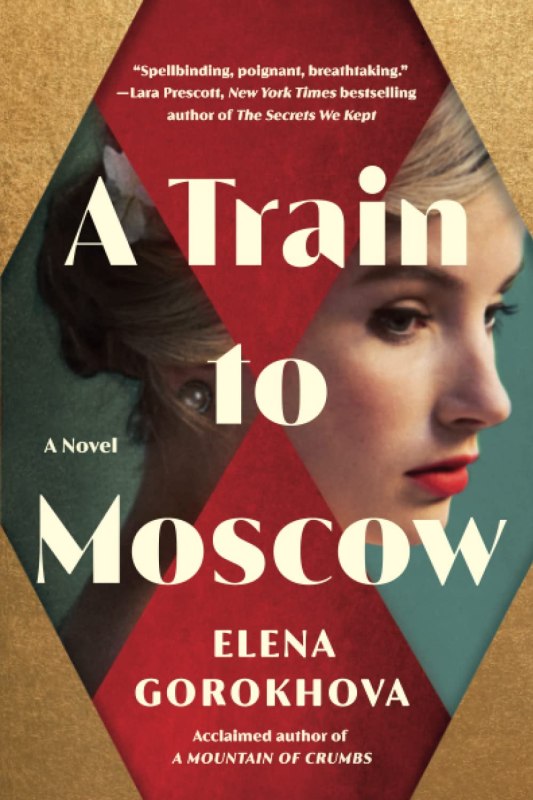 “Spellbinding, poignant, breathtaking.”
—Lara Prescott, New York Times bestselling
author of The Secrets We Kept
A Train
to
A Novel
Moscow
ELENA
GOROKHOVA
Acclaimed author of
A MOUNTAIN OF CRUMBS